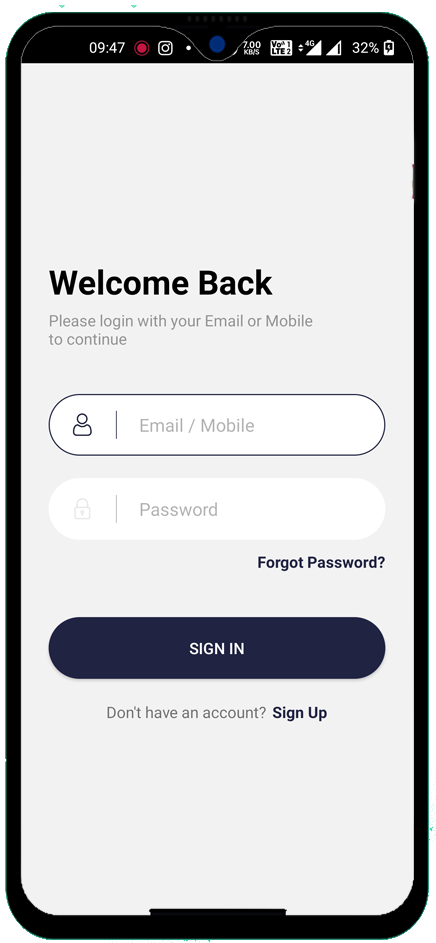 09:47 7.00 KB/S Vo 1 LTE 2 4G 32%
Welcome Back
Please login with your Email or Mobile
to continue
Email / Mobile
Password
Forgot Password?
SIGN IN
Don't have an account? Sign Up